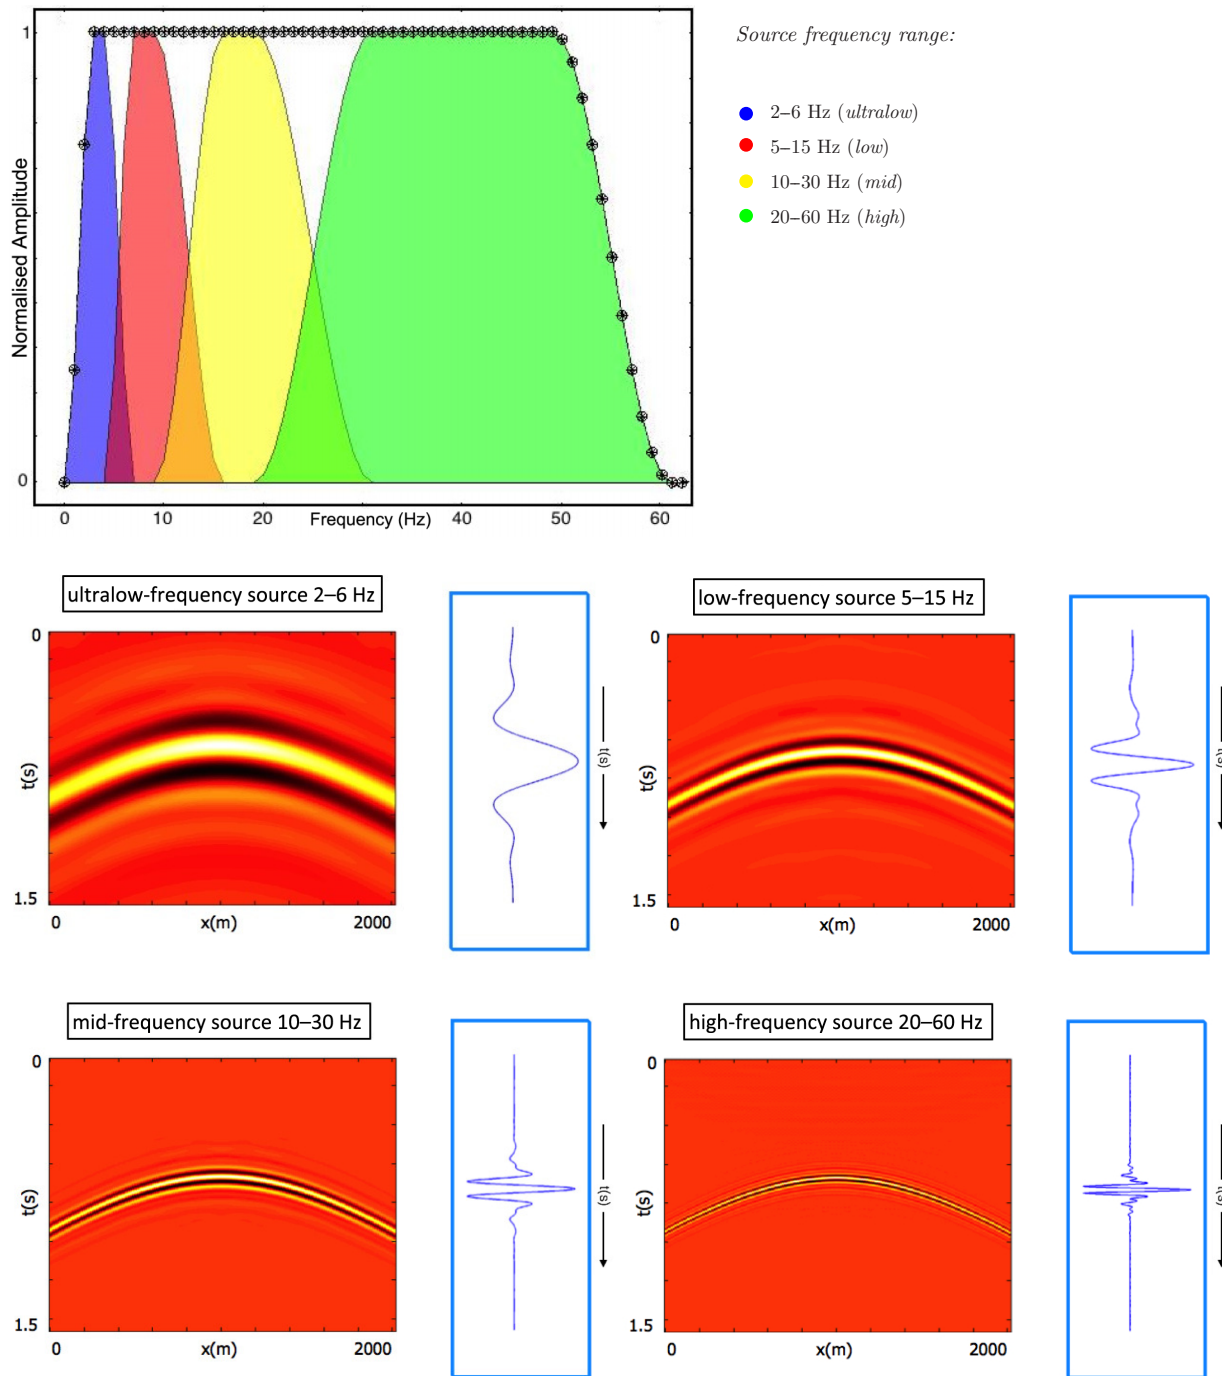 Source frequency range:
2–6 Hz (ultralow)
5–15 Hz (low)
10–30 Hz (mid)
20–60 Hz (high)
1
Normalised Amplitude
0
0 10 20 Frequency (Hz) 40 50 60
ultralow-frequency source 2–6 Hz
0
t(s)
1.5
0 x(m) 2000
t(s)
low-frequency source 5–15 Hz
0
t(s)
1.5
0 x(m) 2000
t(s)
mid-frequency source 10–30 Hz
0
t(s)
1.5
0 x(m) 2000
t(s)
high-frequency source 20–60 Hz
0
t(s)
1.5
0 x(m) 2000
t(s)